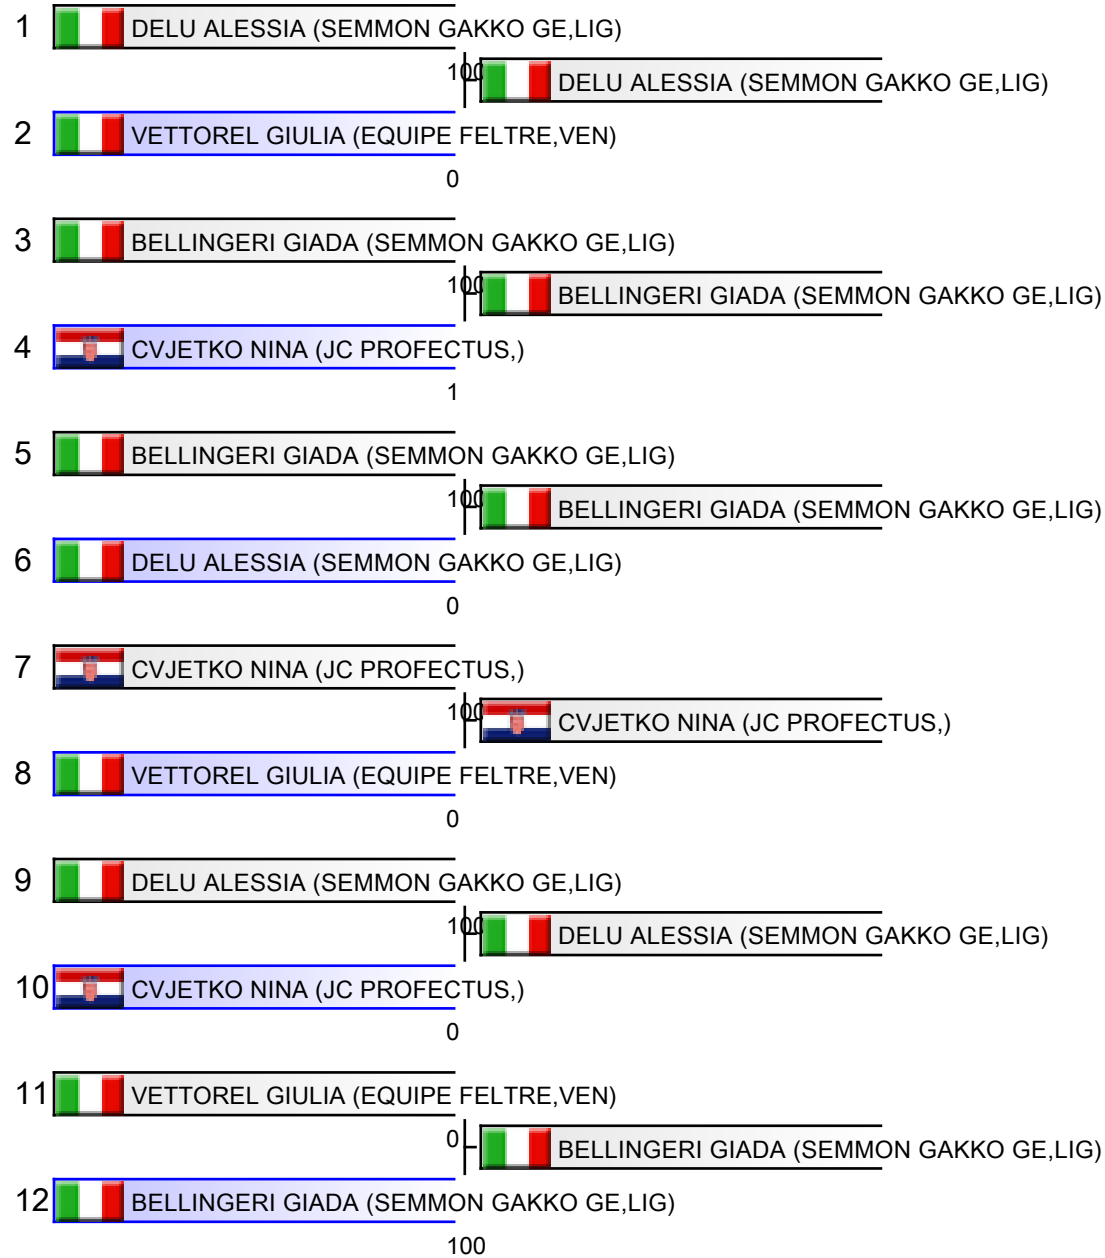 1 DELU ALESSIA (SEMMON GAKKO GE,LIG)
100 DELU ALESSIA (SEMMON GAKKO GE,LIG)
2 VETTOREL GIULIA (EQUIPE FELTRE,VEN)
0
3 BELLINGERI GIADA (SEMMON GAKKO GE,LIG)
100 BELLINGERI GIADA (SEMMON GAKKO GE,LIG)
4 CVJETKO NINA (JC PROFECTUS,)
1
5 BELLINGERI GIADA (SEMMON GAKKO GE,LIG)
100 BELLINGERI GIADA (SEMMON GAKKO GE,LIG)
6 DELU ALESSIA (SEMMON GAKKO GE,LIG)
0
7 CVJETKO NINA (JC PROFECTUS,)
100 CVJETKO NINA (JC PROFECTUS,)
8 VETTOREL GIULIA (EQUIPE FELTRE,VEN)
0
9 DELU ALESSIA (SEMMON GAKKO GE,LIG)
100 DELU ALESSIA (SEMMON GAKKO GE,LIG)
10 CVJETKO NINA (JC PROFECTUS,)
0
11 VETTOREL GIULIA (EQUIPE FELTRE,VEN)
0 BELLINGERI GIADA (SEMMON GAKKO GE,LIG)
12 BELLINGERI GIADA (SEMMON GAKKO GE,LIG)
100